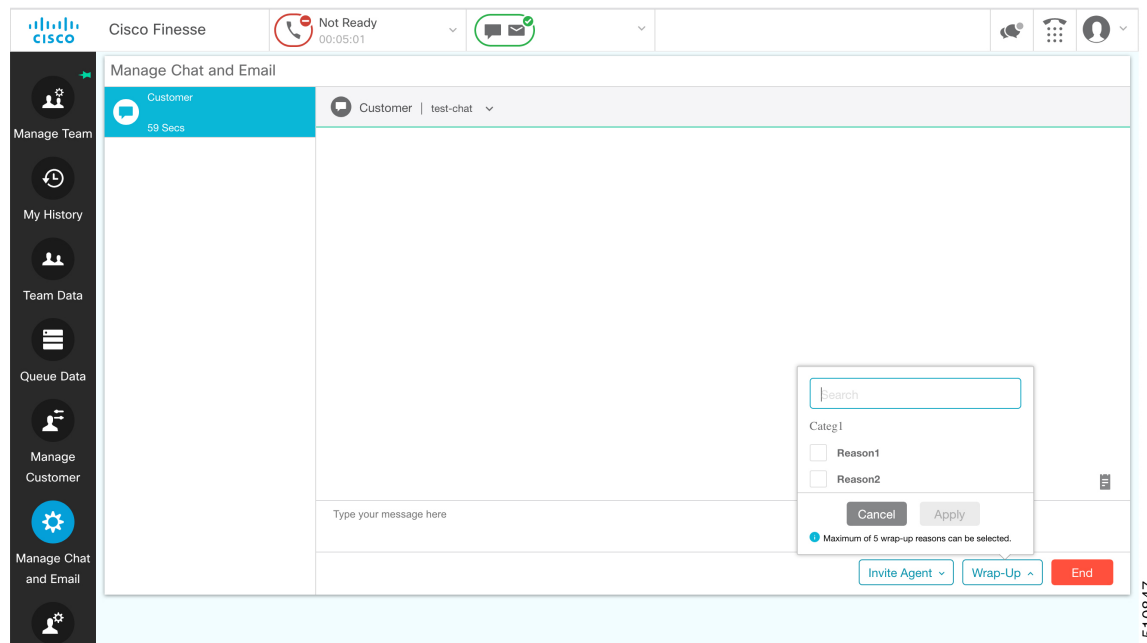 CISCO
Cisco Finesse
Not Ready
00:05:01
Manage Team
My History
Team Data
Queue Data
Manage
Customer
Manage Chat
and Email
Manage Chat and Email
Customer
59 Secs
Customer | test-chat
Search
Categ1
Reason1
Reason2
Cancel
Apply
Maximum of 5 wrap-up reasons can be selected.
Type your message here
Invite Agent
Wrap-Up
End